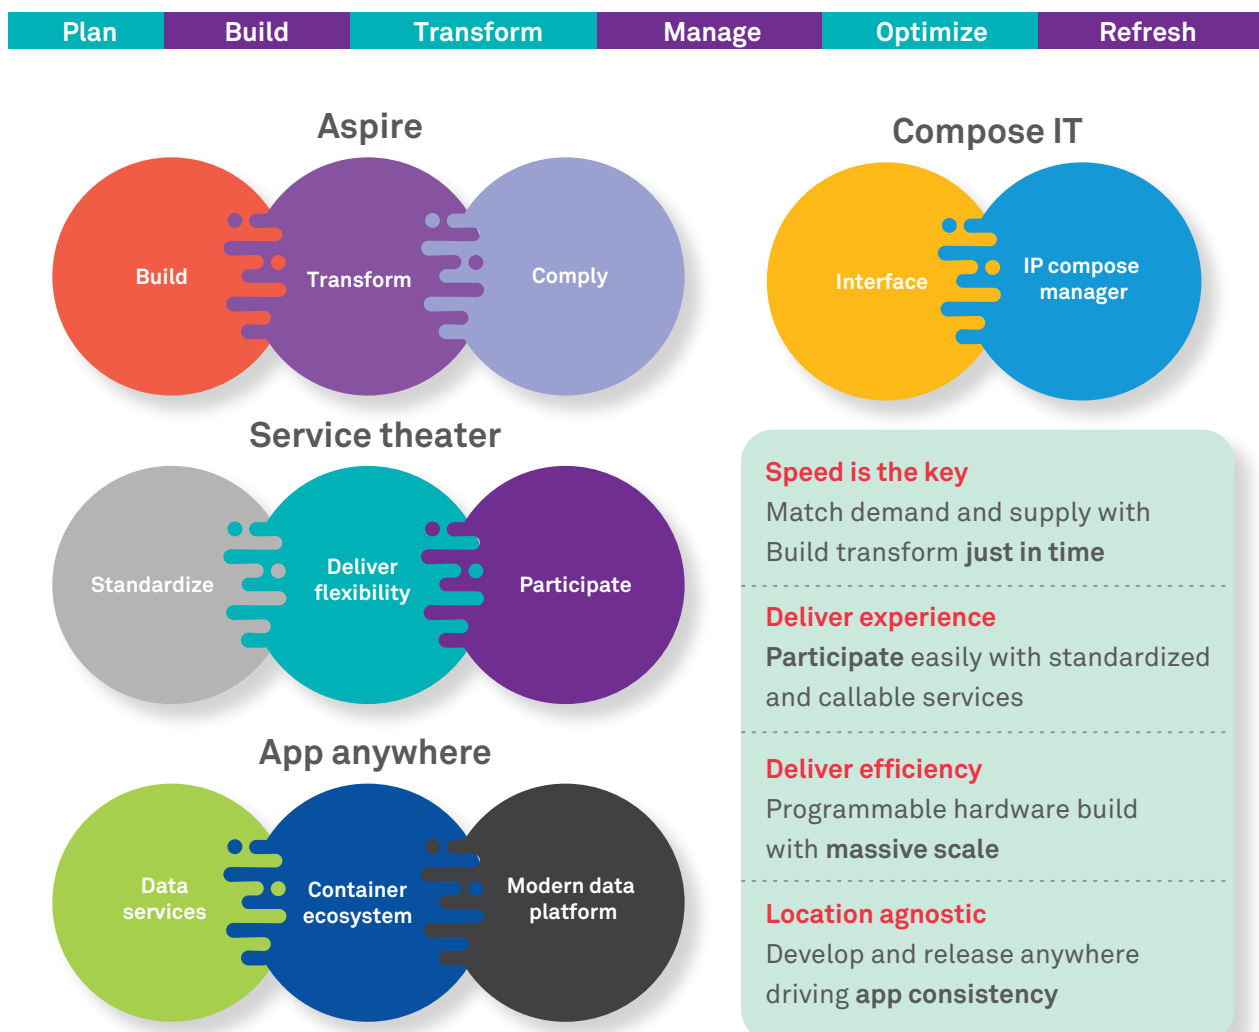 Plan Build Transform Manage Optimize Refresh
Aspire
Build Transform Comply
Compose IT
Interface
IP compose
manager
Service theater
Standardize
Deliver
flexibility
Participate
App anywhere
Data
services
Container
ecosystem
Modern data
platform
Speed is the key
Match demand and supply with
Build transform just in time
Deliver experience
Participate easily with standardized
and callable services
Deliver efficiency
Programmable hardware build
with massive scale
Location agnostic
Develop and release anywhere
driving app consistency